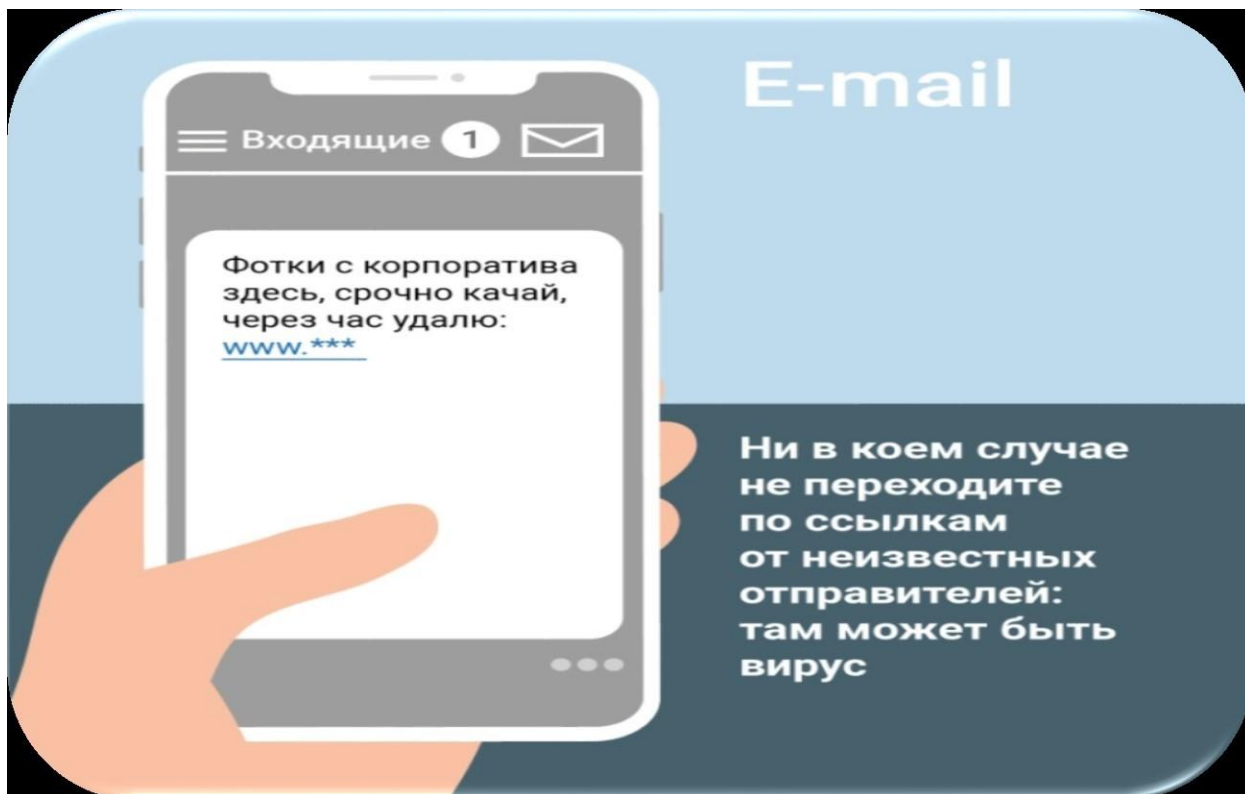 E-mail
Входящие 1
Фотки с корпоратива
здесь, срочно качай,
через час удалю:
www.***
Ни в коем случае
не переходите
по ссылкам
от неизвестных
отправителей:
там может быть
вирус